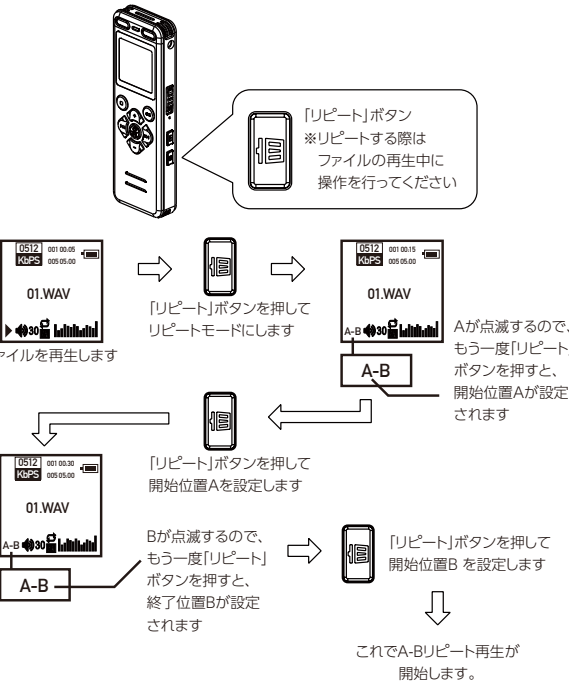 「リピート」ボタン
※リピートする際は
ファイルの再生中に
操作を行ってください
0512
KbPS
001 00:05
005 05:00
01.WAV
30
ァイルを再生します
「リピート」ボタンを押して
リピートモードにします
0512
KbPS
001 00:15
005 05:00
01.WAV
A-B
30
A-B
Aが点滅するので、
もう一度「リピート」
ボタンを押すと、
開始位置Aが設定
されます
「リピート」ボタンを押して
開始位置Aを設定します
0512
KbPS
001 00:30
005 05:00
01.WAV
A-B
30
A-B
Bが点滅するので、
もう一度「リピート」
ボタンを押すと、
終了位置Bが設定
されます
「リピート」ボタンを押して
開始位置B を設定します
これでA-Bリピート再生が
開始します。